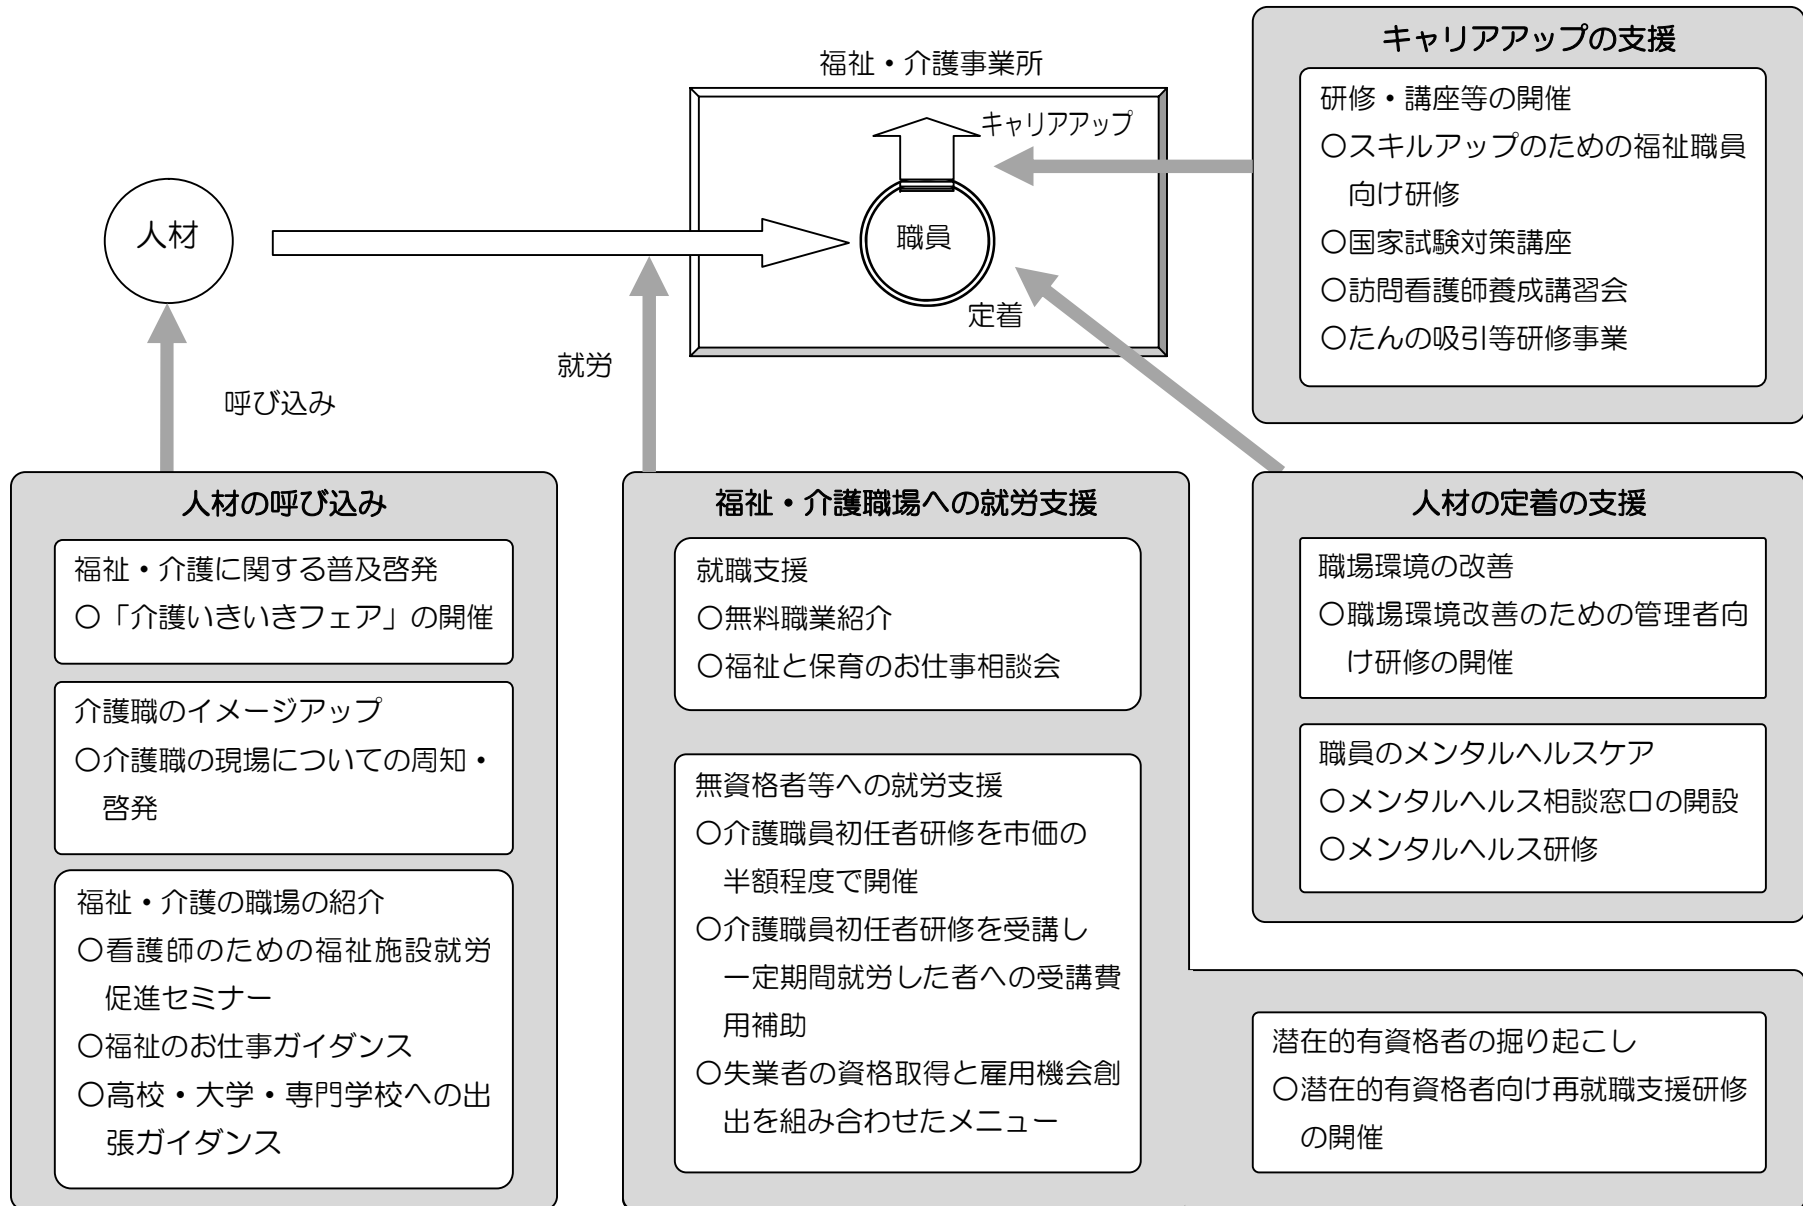 福祉・介護事業所
キャリアアップ
人材
職員
定着
就労
呼び込み
キャリアアップの支援
研修・講座等の開催
○スキルアップのための福祉職員
向け研修
○国家試験対策講座
○訪問看護師養成講習会
○たんの吸引等研修事業
人材の呼び込み
福祉・介護に関する普及啓発
○「介護いきいきフェア」の開催
介護職のイメージアップ
○介護職の現場についての周知・
啓発
福祉・介護の職場の紹介
○看護師のための福祉施設就労
促進セミナー
○福祉のお仕事ガイダンス
○高校・大学・専門学校への出
張ガイダンス
福祉・介護職場への就労支援
就職支援
○無料職業紹介
○福祉と保育のお仕事相談会
無資格者等への就労支援
○介護職員初任者研修を市価の
半額程度で開催
○介護職員初任者研修を受講し
一定期間就労した者への受講費
用補助
○失業者の資格取得と雇用機会創
出を組み合わせたメニュー
潜在的有資格者の掘り起こし
○潜在的有資格者向け再就職支援研修
の開催
人材の定着の支援
職場環境の改善
○職場環境改善のための管理者向
け研修の開催
職員のメンタルヘルスケア
○メンタルヘルス相談窓口の開設
○メンタルヘルス研修